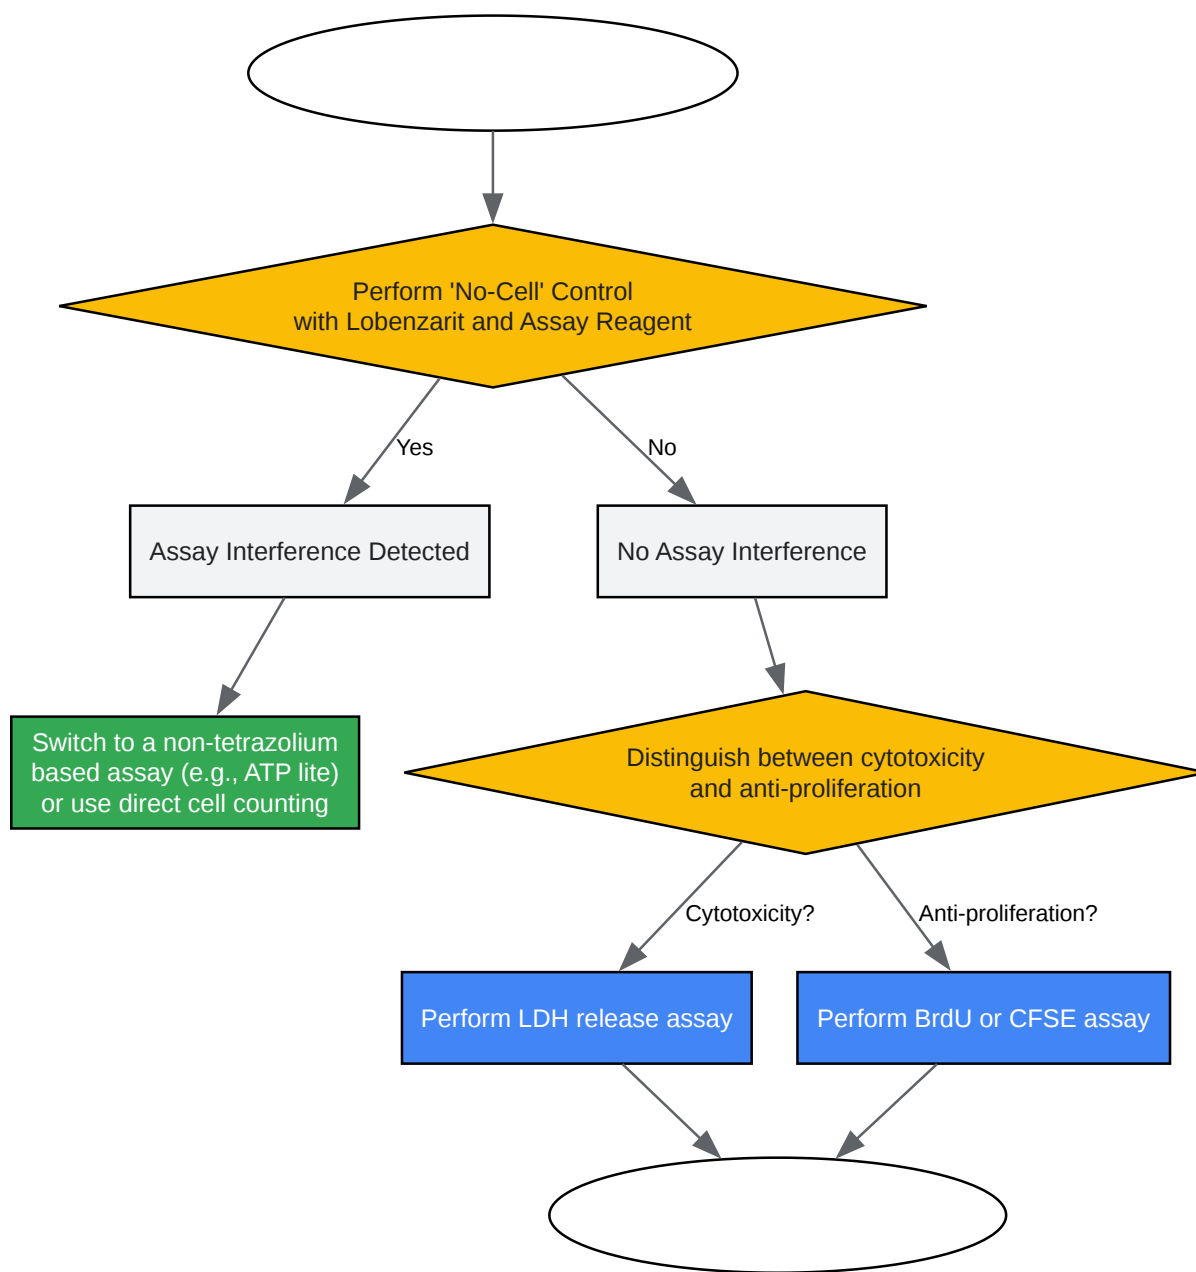 Perform 'No-Cell' Control
with Lobenzarit and Assay Reagent
Yes
No
Assay Interference Detected
No Assay Interference
Switch to a non-tetrazolium
based assay (e.g., ATP lite)
or use direct cell counting
Distinguish between cytotoxicity
and anti-proliferation
Cytotoxicity?
Anti-proliferation?
Perform LDH release assay
Perform BrdU or CFSE assay